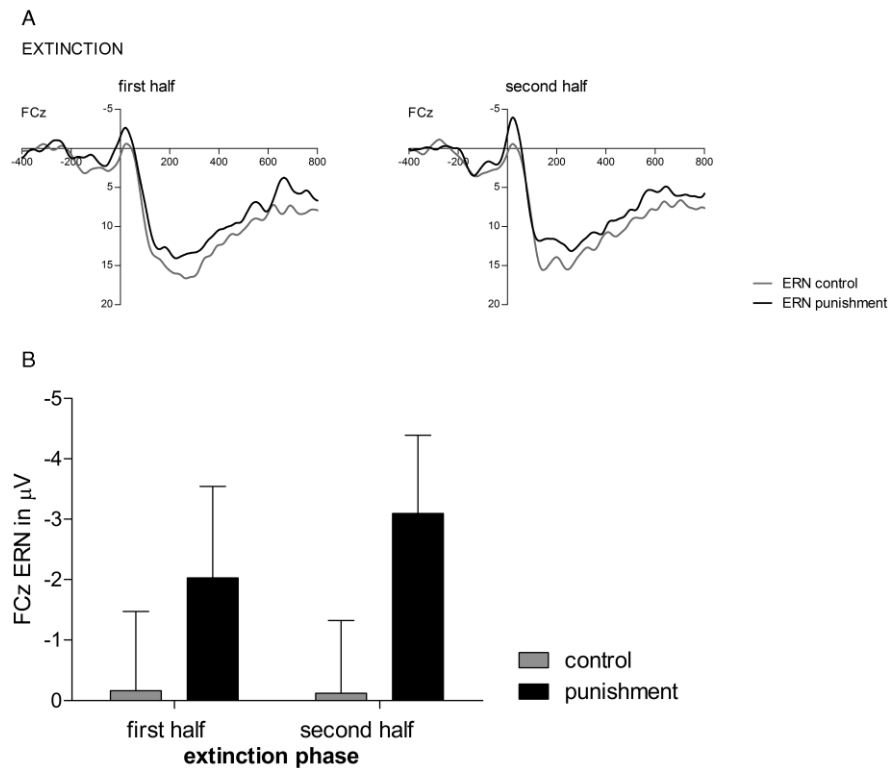 A
EXTINCTION
first half
second half
FCz
-5
-400 -200 200 400 600 800
5
10
15
20
FCz
-5
-400 -200 200 400 600 800
5
10
15
20
ERN control
ERN punishment
B
FCz ERN in μV
-5
-4
-3
-2
-1
0
first half
second half
extinction phase
control
punishment